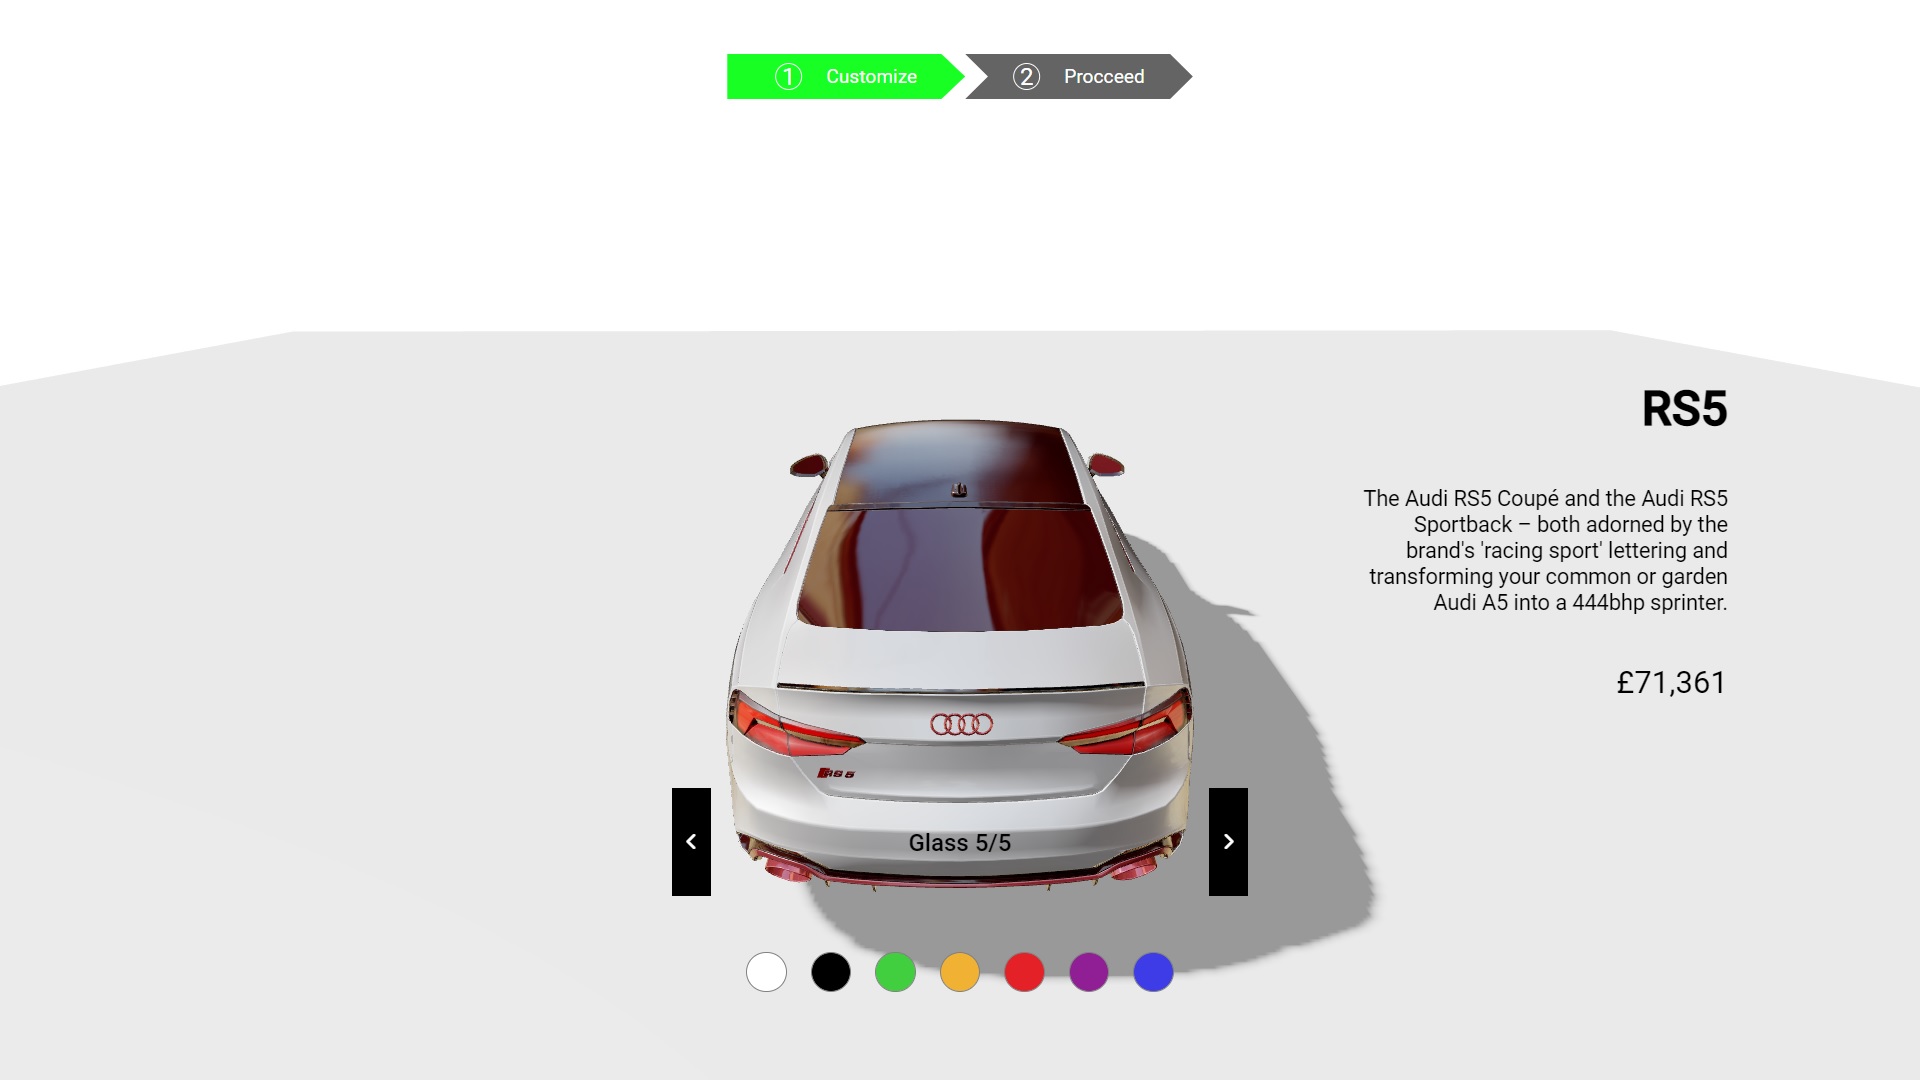 1 Customize 2 Procceed
RS5
The Audi RS5 Coupé and the Audi RS5
Sportback – both adorned by the
brand's 'racing sport' lettering and
transforming your common or garden
Audi A5 into a 444bhp sprinter.
£71,361
RS5
Glass 5/5